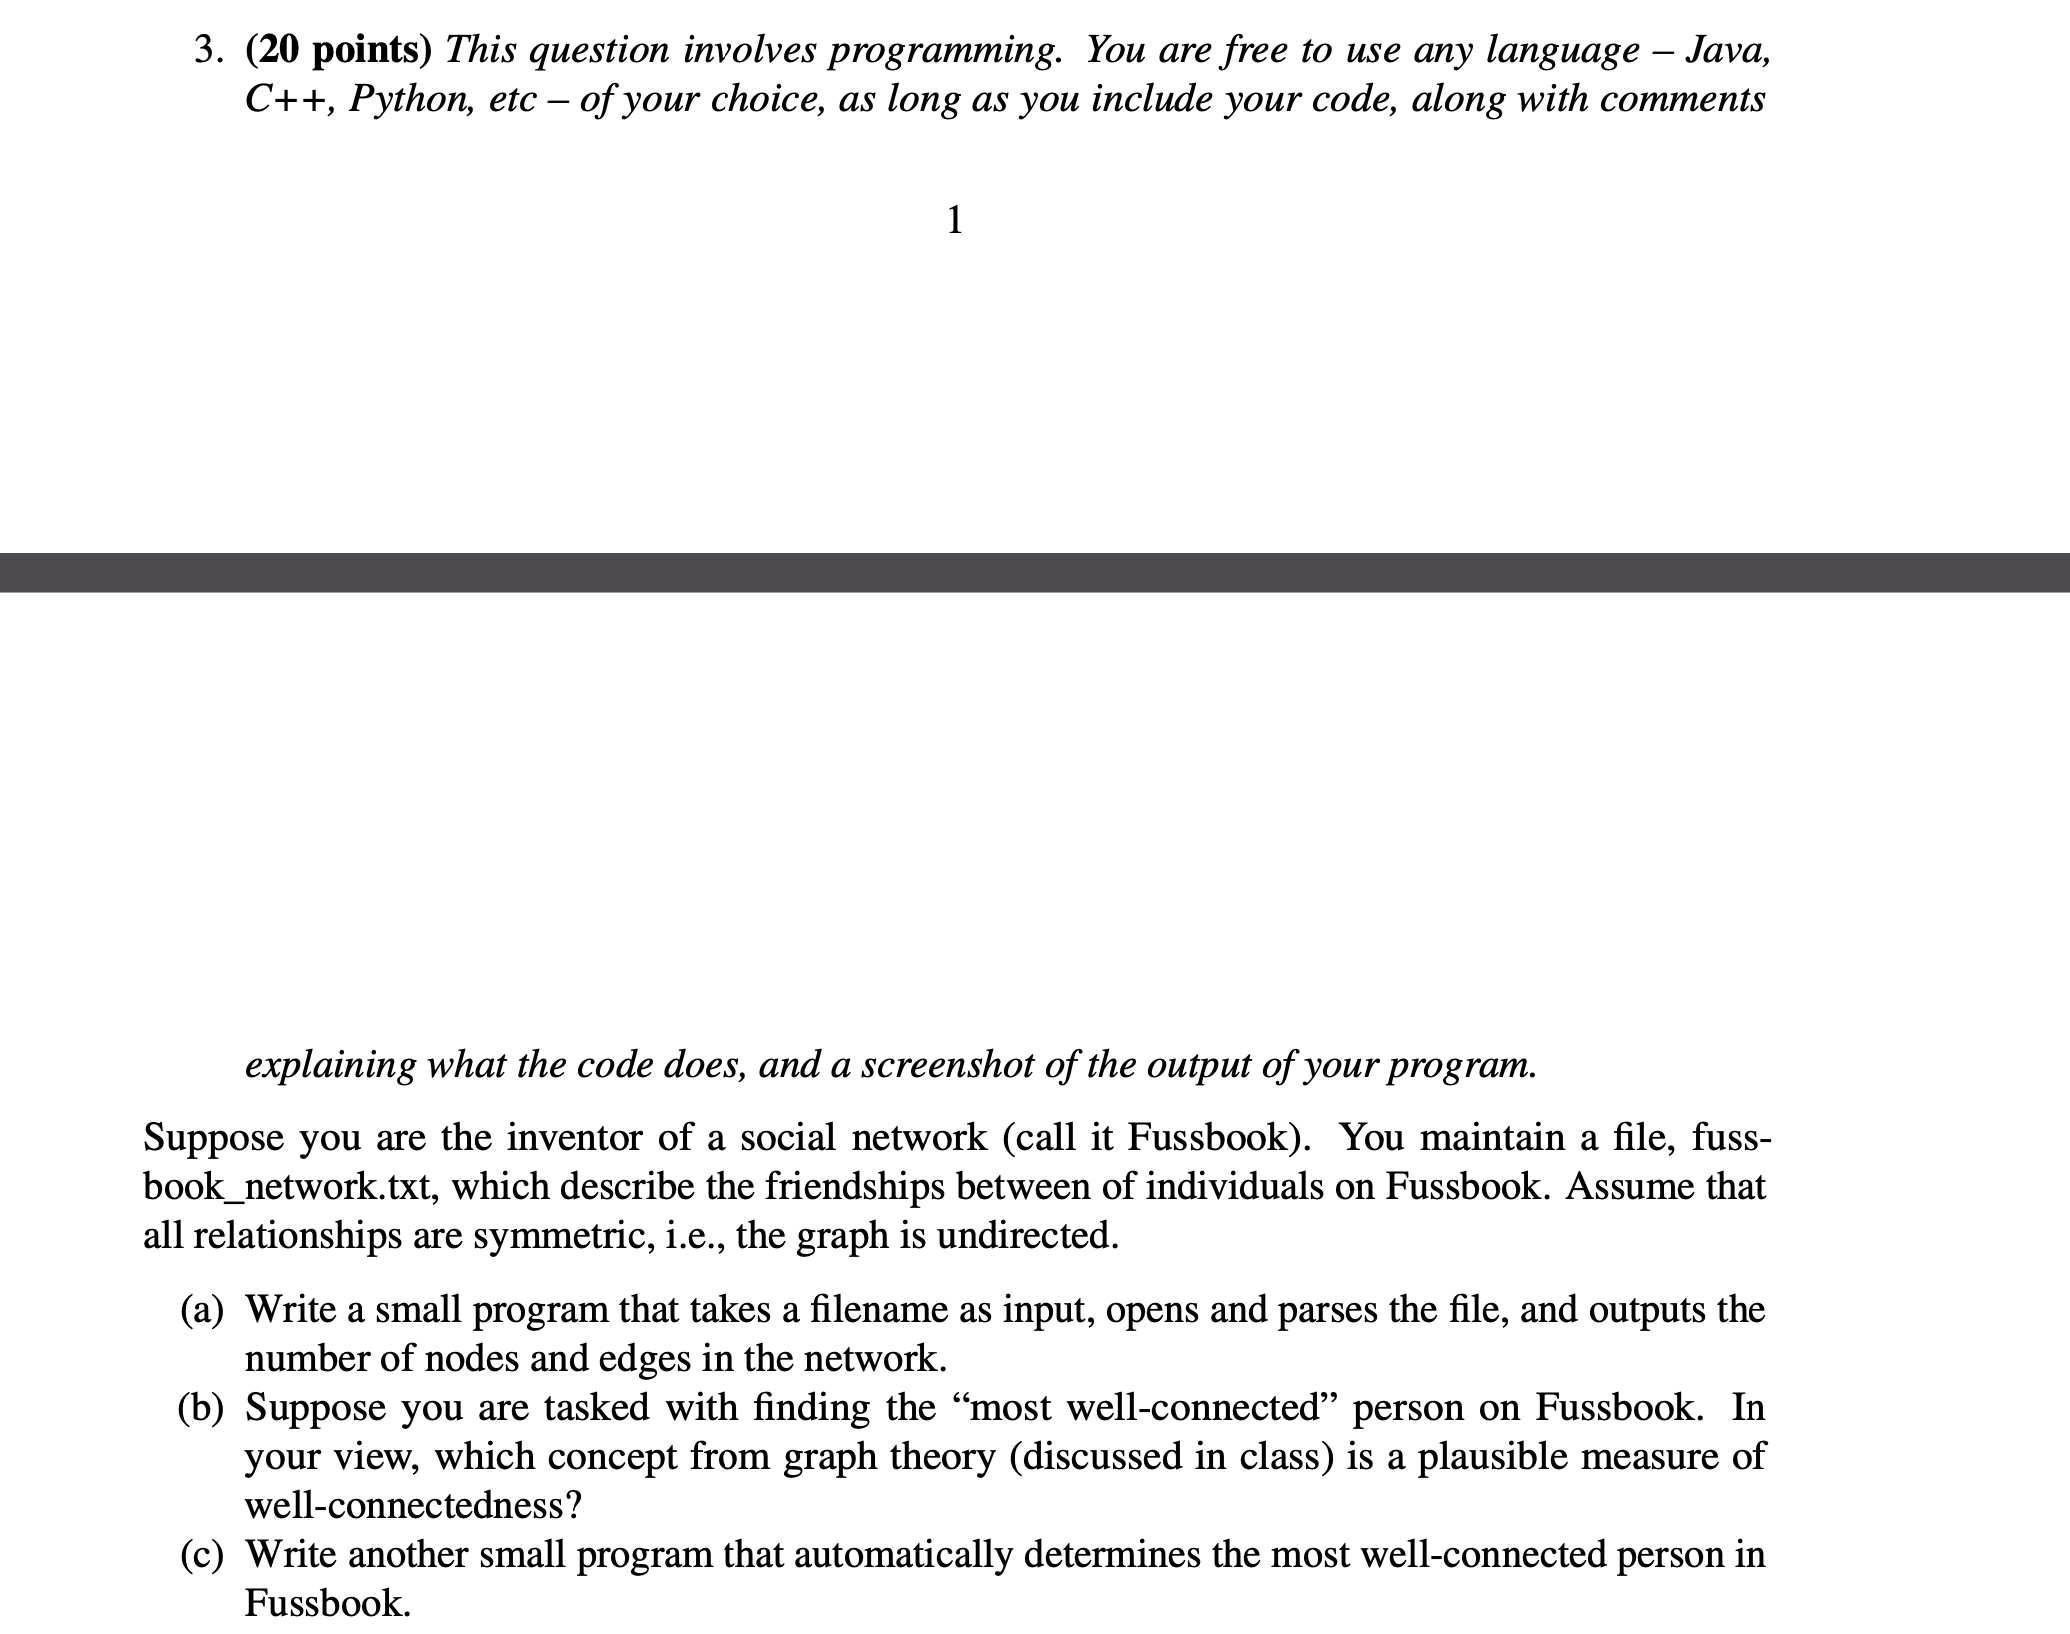 3. (20 points) This question involves programming. You are free to use any language – Java,
C++, Python, etc – of your choice, as long as you include your code, along with comments
1
explaining what the code does, and a screenshot of the output of your program.
Suppose you are the inventor of a social network (call it Fussbook). You maintain a file, fuss-
book_network.txt, which describe the friendships between of individuals on Fussbook. Assume that
all relationships are symmetric, i.e., the graph is undirected.
(a) Write a small program that takes a filename as input, opens and parses the file, and outputs the
number of nodes and edges in the network.
(b) Suppose you are tasked with finding the “most well-connected” person on Fussbook. In
your view, which concept from graph theory (discussed in class) is a plausible measure of
well-connectedness?
(c) Write another small program that automatically determines the most well-connected person in
Fussbook.